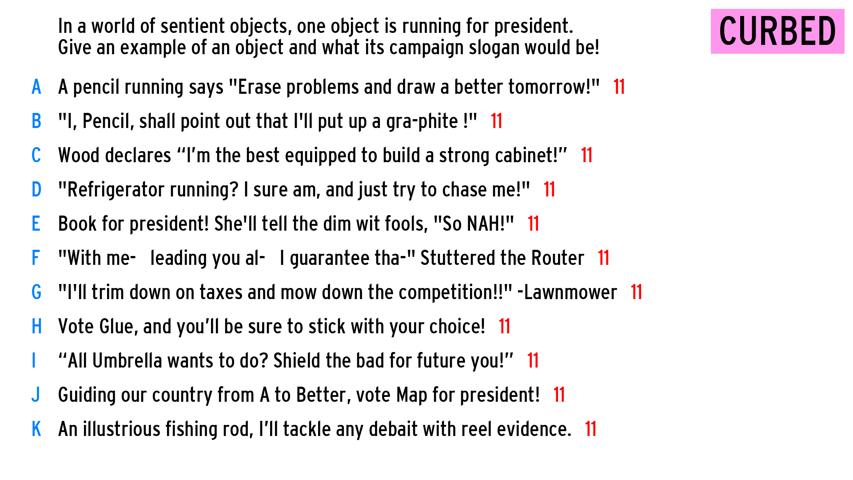 In a world of sentient objects, one object is running for president.
Give an example of an object and what its campaign slogan would be!
CURBED
A A pencil running says "Erase problems and draw a better tomorrow!" 11
B "I, Pencil, shall point out that I'll put up a gra-phite !" 11
C Wood declares “I’m the best equipped to build a strong cabinet!” 11
D "Refrigerator running? I sure am, and just try to chase me!" 11
E Book for president! She'll tell the dim wit fools, "So NAH!" 11
F "With me- leading you al- I guarantee tha-" Stuttered the Router 11
G "I'll trim down on taxes and mow down the competition!!" -Lawnmower 11
H Vote Glue, and you’ll be sure to stick with your choice! 11
I “All Umbrella wants to do? Shield the bad for future you!” 11
J Guiding our country from A to Better, vote Map for president! 11
K An illustrious fishing rod, I’ll tackle any debait with reel evidence. 11